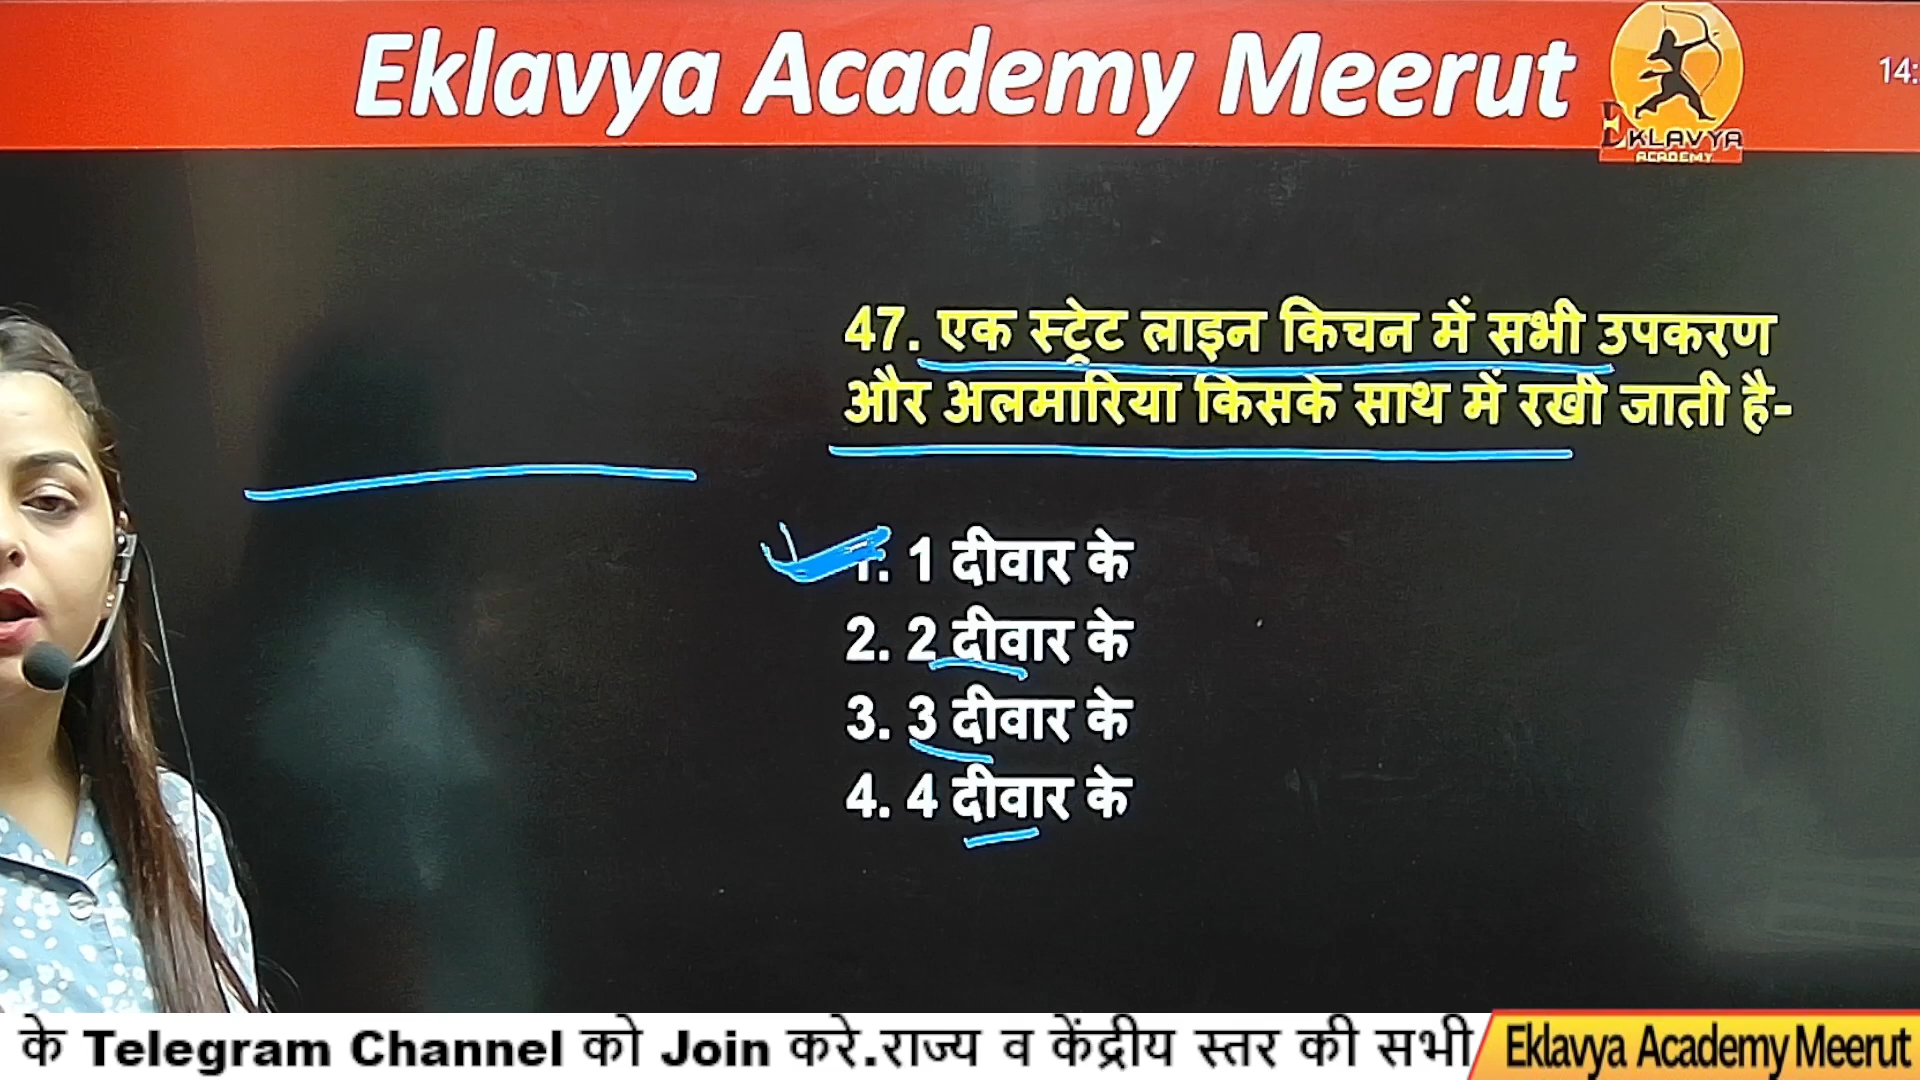 Eklavya Academy Meerut
EKLAVYA
ACADEMY
14:
47. एक स्ट्रेट लाइन किचन में सभी उपकरण
और अलमारिया किसके साथ में रखी जाती है-
1. 1 दीवार के
2. 2 दीवार के
3. 3 दीवार के
4. 4 दीवार के
के Telegram Channel को Join करे.राज्य व केंद्रीय स्तर की सभी
Eklavya Academy Meerut